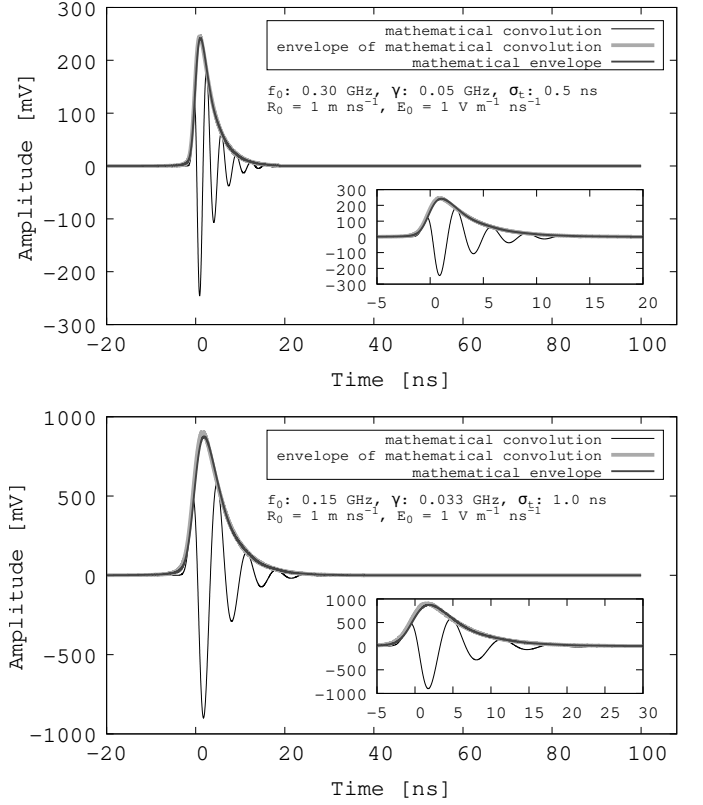 300
200
100
0
−100
−200
−300
Amplitude [mV]
mathematical convolution
envelope of mathematical convolution
mathematical envelope
f₀: 0.30 GHz, γ: 0.05 GHz, σₜ: 0.5 ns
R₀ = 1 m ns⁻¹, E₀ = 1 V m⁻¹ ns⁻¹
300
200
100
0
−100
−200
−300
−5 0 5 10 15 20
−20 0 20 40 60 80 100
Time [ns]
1000
500
0
−500
−1000
Amplitude [mV]
mathematical convolution
envelope of mathematical convolution
mathematical envelope
f₀: 0.15 GHz, γ: 0.033 GHz, σₜ: 1.0 ns
R₀ = 1 m ns⁻¹, E₀ = 1 V m⁻¹ ns⁻¹
1000
500
0
−500
−1000
−5 0 5 10 15 20 25 30
−20 0 20 40 60 80 100
Time [ns]